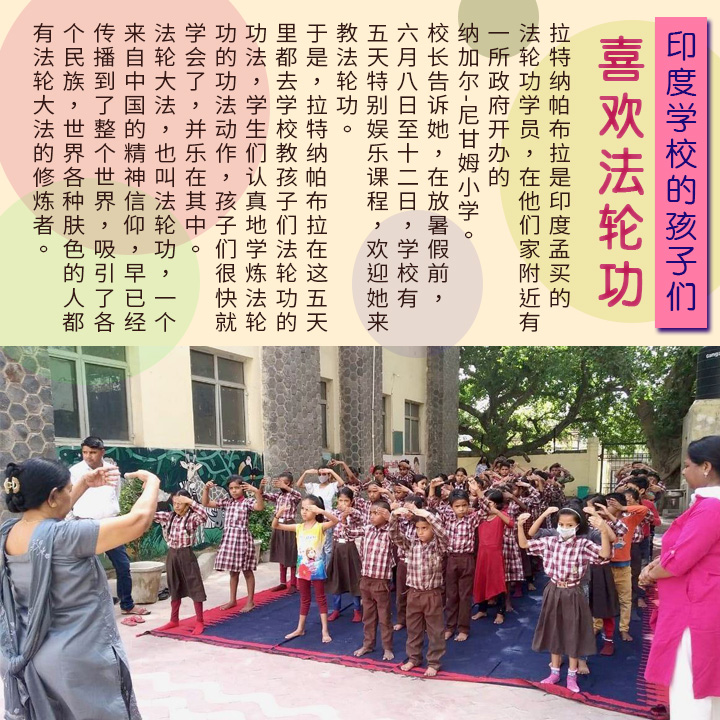 印度学校的孩子们
喜欢法轮功
拉特纳帕布拉是印度孟买的
法轮功学员，在他们家附近有
一所政府开办的
纳加尔-尼甘姆小学。
校长告诉她，在放暑假前，
六月八日至十二日，学校有
五天特别娱乐课程，欢迎她来
教法轮功。
于是，拉特纳帕布拉在这五天
里都去学校教孩子们法轮功的
功法，学生们认真地学炼法轮
功的功法动作，孩子们很快就
学会了，并乐在其中。
法轮大法，也叫法轮功，一个
来自中国的精神信仰，早已经
传播到了整个世界，吸引了各
个民族，世界各种肤色的人都
有法轮大法的修炼者。